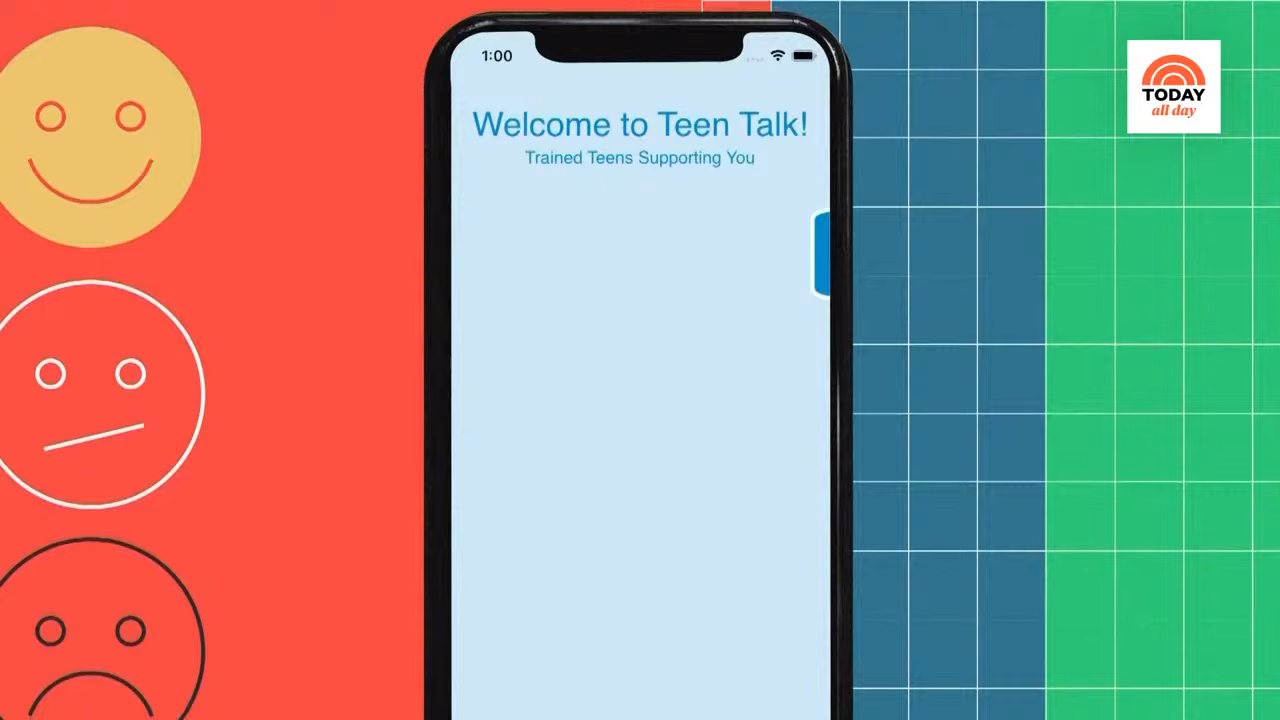 1:00
Welcome to Teen Talk!
Trained Teens Supporting You
TODAY
all day